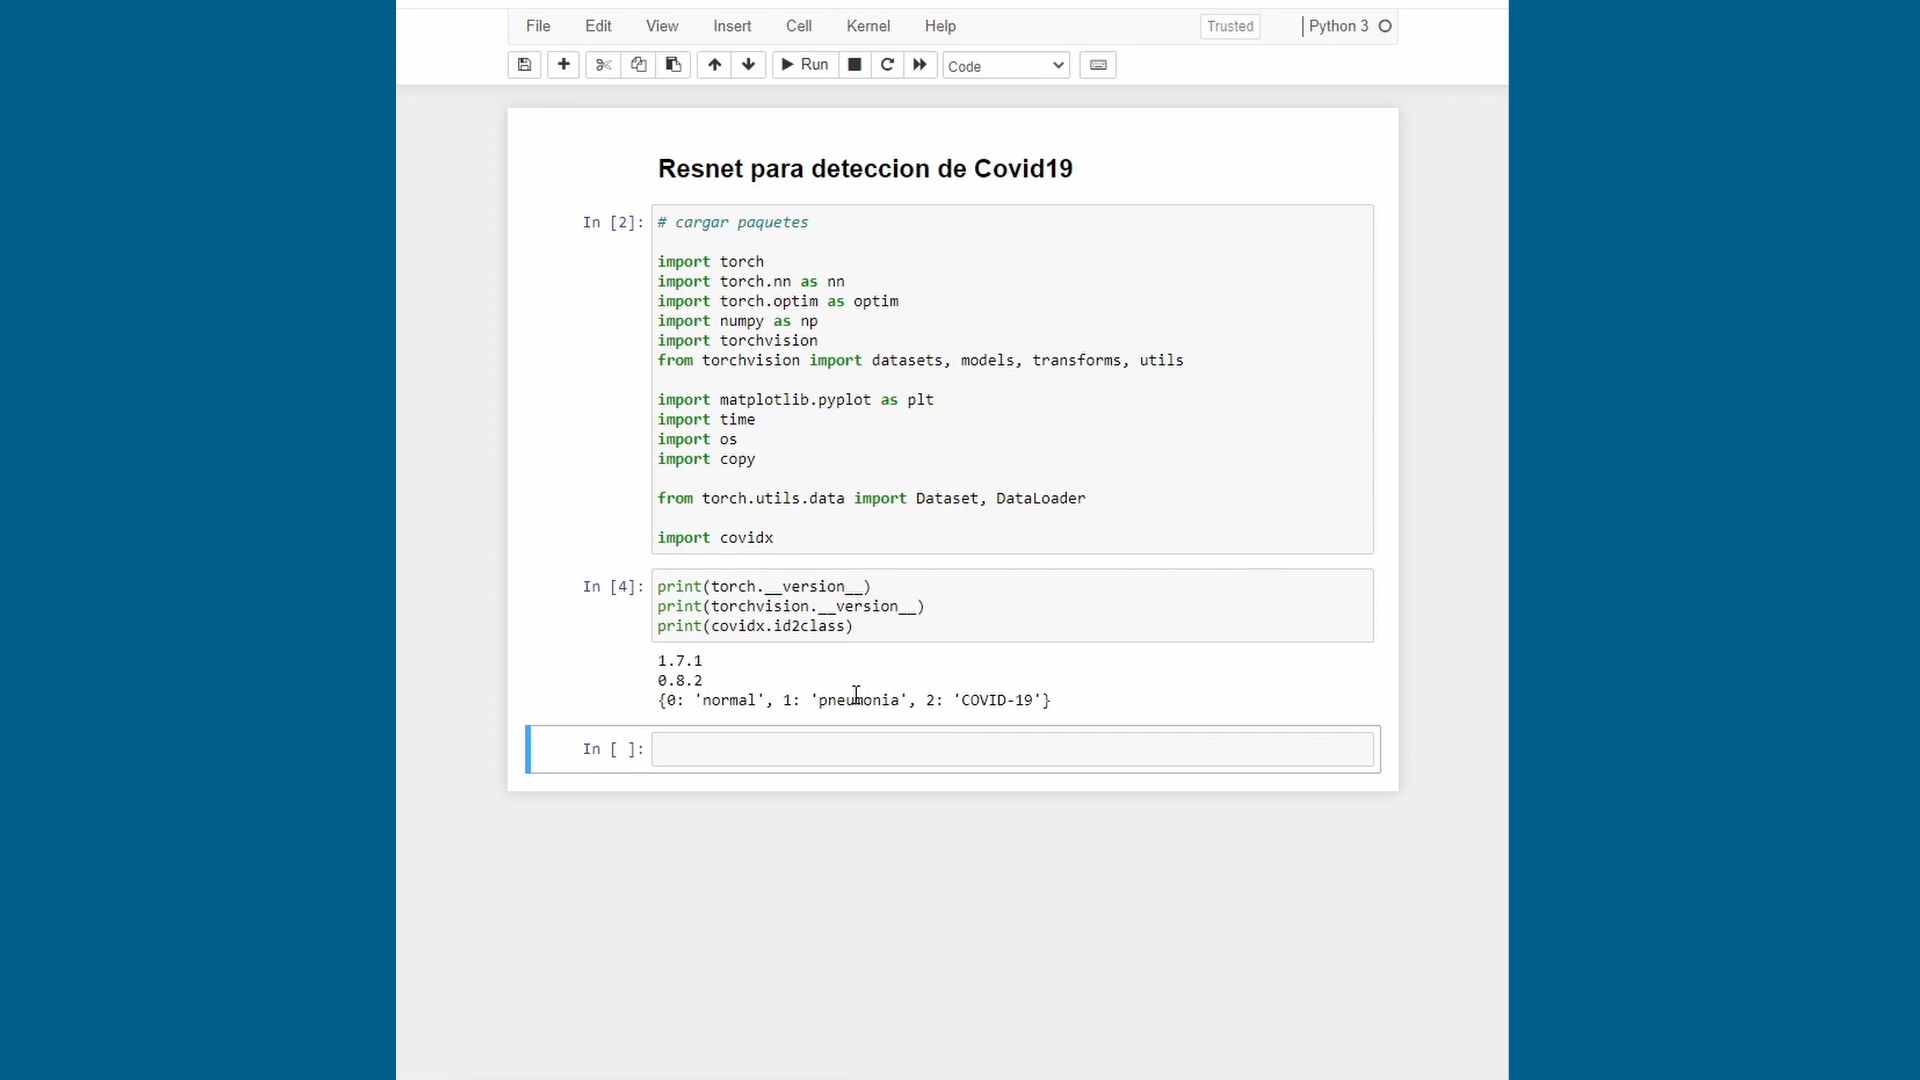 File Edit View Insert Cell Kernel Help Trusted Python 3
Run Code
Resnet para deteccion de Covid19
In [2]: # cargar paquetes
import torch
import torch.nn as nn
import torch.optim as optim
import numpy as np
import torchvision
from torchvision import datasets, models, transforms, utils
import matplotlib.pyplot as plt
import time
import os
import copy
from torch.utils.data import Dataset, DataLoader
import covidx
In [4]: print(torch.__version__)
print(torchvision.__version__)
print(covidx.id2class)
1.7.1
0.8.2
{0: 'normal', 1: 'pneumonia', 2: 'COVID-19'}
In [ ]: